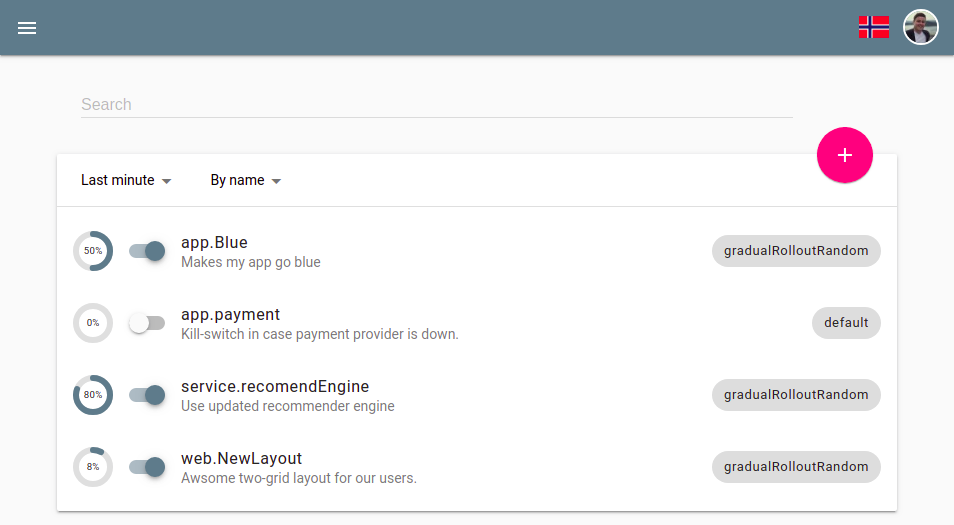 Search
Last minute By name
50%
app.Blue
Makes my app go blue
gradualRolloutRandom
0%
app.payment
Kill-switch in case payment provider is down.
default
80%
service.recomendEngine
Use updated recommender engine
gradualRolloutRandom
8%
web.NewLayout
Awsome two-grid layout for our users.
gradualRolloutRandom